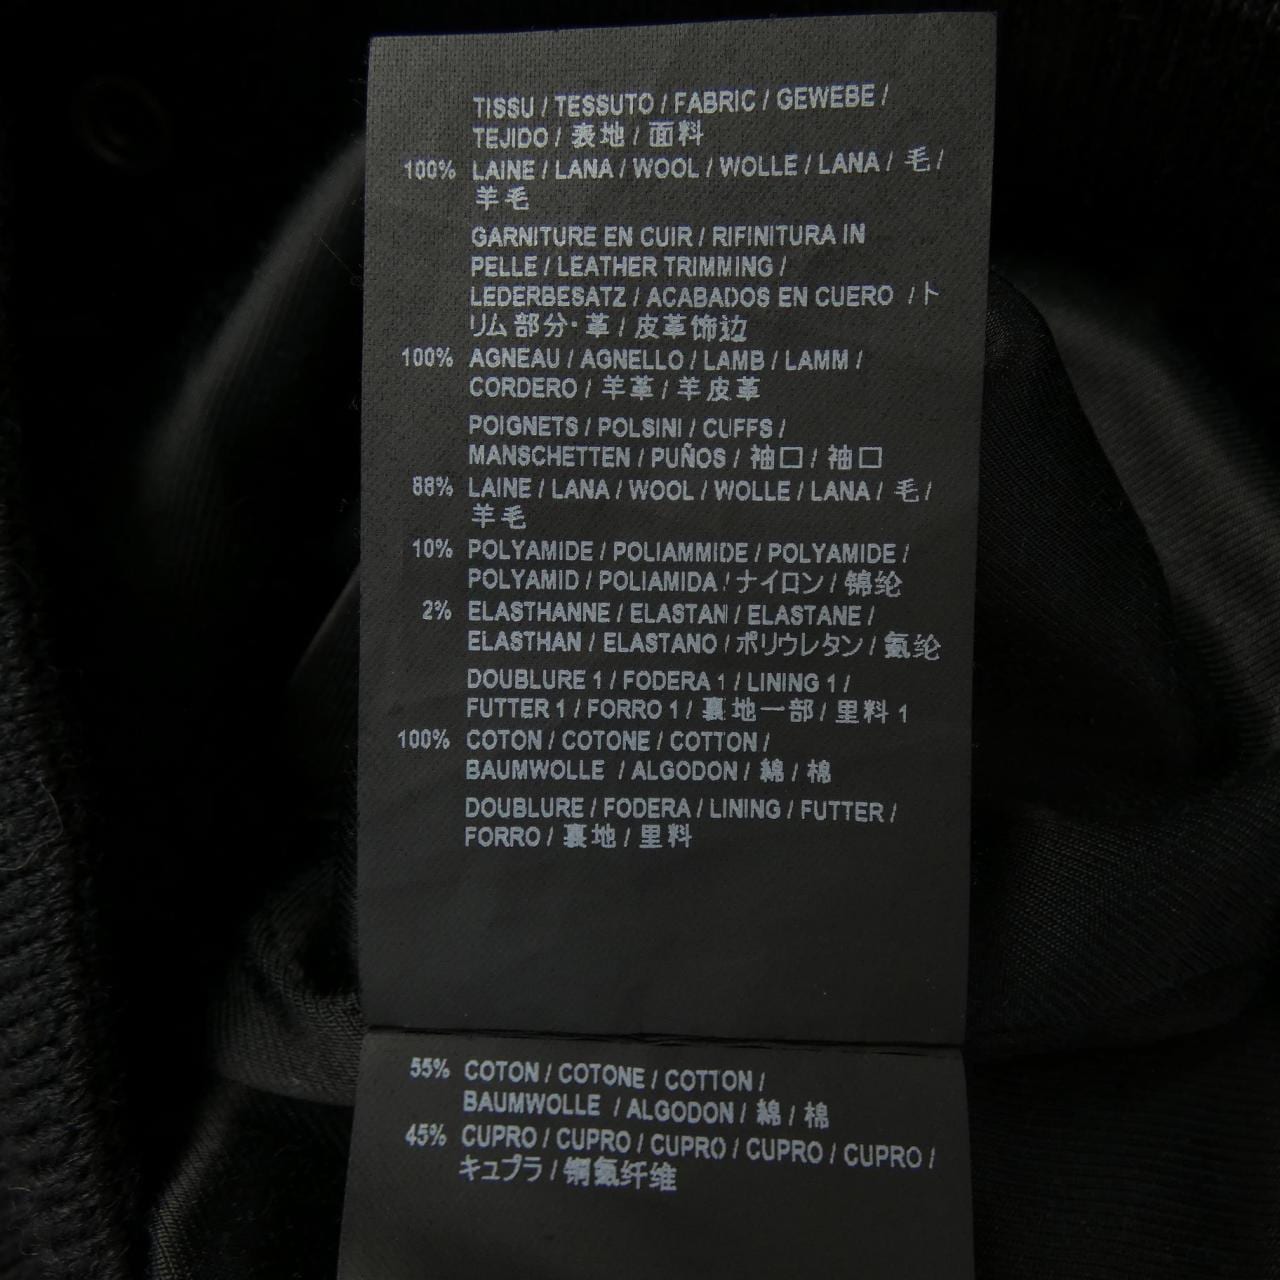 TISSU / TESSUTO / FABRIC / GEWEBE /
TEJIDO / 表地 / 面料
100% LAINE / LANA / WOOL / WOLLE / LANA / 毛 /
羊毛
GARNITURE EN CUIR / RIFINITURA IN
PELLE / LEATHER TRIMMING /
LEDERBESATZ / ACABADOS EN CUERO / ト
リム部分・革 / 皮革饰边
100% AGNEAU / AGNELLO / LAMB / LAMM /
CORDERO / 羊革 / 羊皮革
POIGNETS / POLSINI / CUFFS /
MANSCHETTEN / PUÑOS / 袖口 / 袖口
88% LAINE / LANA / WOOL / WOLLE / LANA / 毛 /
羊毛
10% POLYAMIDE / POLIAMMIDE / POLYAMIDE /
POLYAMID / POLIAMIDA / ナイロン / 锦纶
2% ELASTHANNE / ELASTAN / ELASTANE /
ELASTHAN / ELASTANO / ポリウレタン / 氨纶
DOUBLURE 1 / FODERA 1 / LINING 1 /
FUTTER 1 / FORRO 1 / 裏地一部 / 里料 1
100% COTON / COTONE / COTTON /
BAUMWOLLE / ALGODON / 綿 / 棉
DOUBLURE / FODERA / LINING / FUTTER /
FORRO / 裏地 / 里料
55% COTON / COTONE / COTTON /
BAUMWOLLE / ALGODON / 綿 / 棉
45% CUPRO / CUPRO / CUPRO / CUPRO / CUPRO /
キュプラ / 铜氨纤维